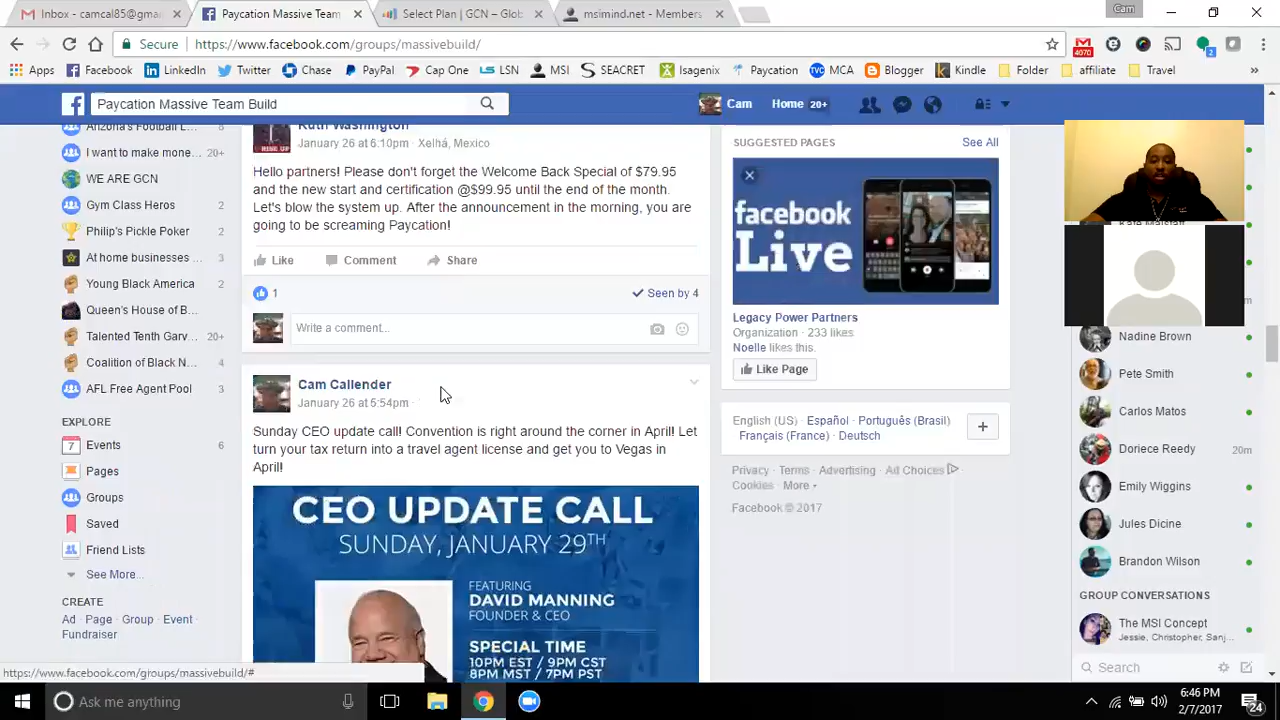 Cam
Inbox - camcal85@gma
Paycation Massive Team
Select Plan | GCN – Glob
msimind.net - Members
Secure
https://www.facebook.com/groups/massivebuild/
4670
2
Apps
Facebook
LinkedIn
Twitter
Chase
PayPal
Cap One
LSN
MSI
SEACRET
Isagenix
Paycation
MCA
Blogger
Kindle
Folder
affiliate
Travel
»
Paycation Massive Team Build
Cam
Home 20+
Arizona's Football L... 8
I want to make mone... 20+
WE ARE GCN
Gym Class Heros 2
Philip's Pickle Poker 2
At home businesses ... 3
Young Black America 2
Queen's House of B...
Talented Tenth Garv... 20+
Coalition of Black N... 4
AFL Free Agent Pool 3
EXPLORE
7 Events 6
Pages
Groups
Saved
Friend Lists
See More...
CREATE
Ad · Page · Group · Event ·
Fundraiser
Ruth Washington
January 26 at 6:10pm · Xelhá, Mexico
Hello partners! Please don't forget the Welcome Back Special of $79.95
and the new start and certification @$99.95 until the end of the month.
Let's blow the system up. After the announcement in the morning, you are
going to be screaming Paycation!
Like
Comment
Share
1
Seen by 4
Write a comment...
Cam Callender
January 26 at 5:54pm ·
Sunday CEO update call! Convention is right around the corner in April! Let
turn your tax return into a travel agent license and get you to Vegas in
April!
CEO UPDATE CALL
SUNDAY, JANUARY 29TH
FEATURING
DAVID MANNING
FOUNDER & CEO
SPECIAL TIME
10PM EST / 9PM CST
8PM MST / 7PM PST
SUGGESTED PAGES
See All
facebook
Live
Legacy Power Partners
Organization · 233 likes
Noelle likes this.
Like Page
English (US) · Español · Português (Brasil) ·
Français (France) · Deutsch
Privacy · Terms · Advertising · Ad Choices
Cookies · More
Facebook © 2017
Nadine Brown
Pete Smith
Carlos Matos
Doriece Reedy 20m
Emily Wiggins
Jules Dicine
Brandon Wilson
GROUP CONVERSATIONS
The MSI Concept
Jessie, Christopher, Sanj...
Search
https://www.facebook.com/groups/massivebuild/#
Ask me anything
6:46 PM
2/7/2017
24